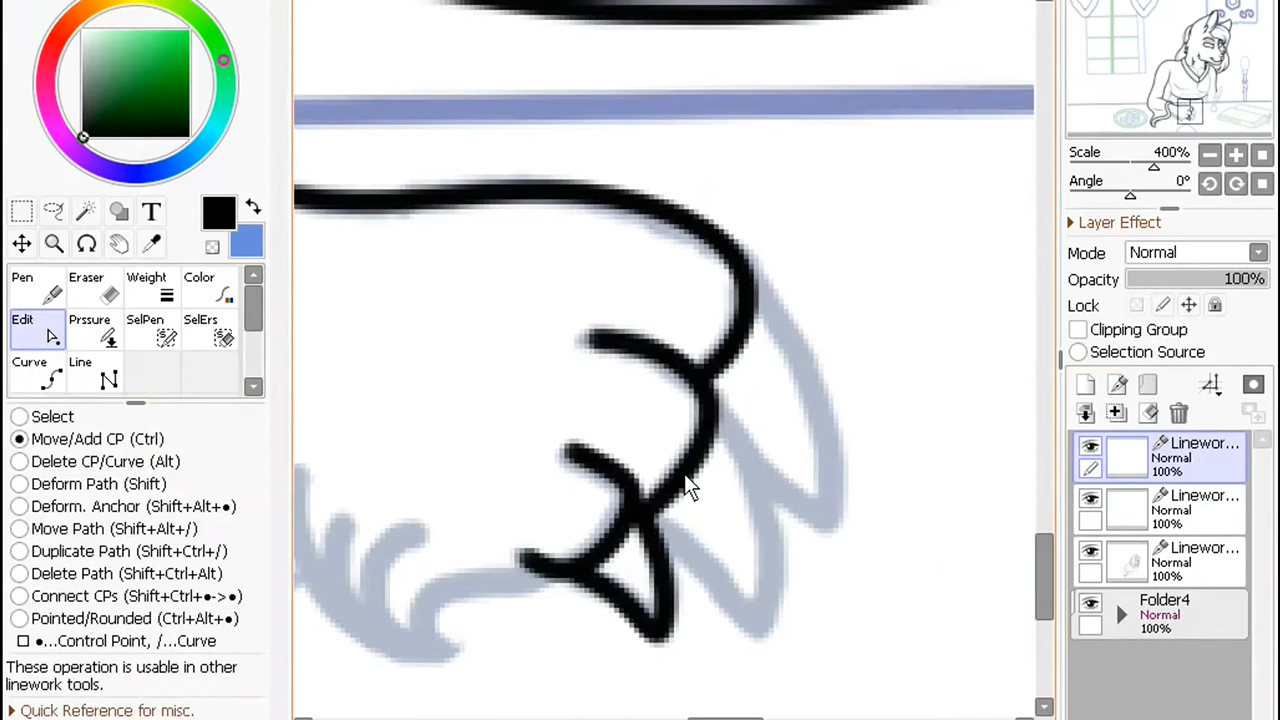 Scale 400%
Angle 0°
Layer Effect
Mode Normal
Opacity 100%
Lock
Clipping Group
Selection Source
T
Pen Eraser Weight Color
Edit Prssure SelPen SelErs
Curve Line
Select
Move/Add CP (Ctrl)
Delete CP/Curve (Alt)
Deform Path (Shift)
Deform. Anchor (Shift+Alt+●)
Move Path (Shift+Alt+/)
Duplicate Path (Shift+Ctrl+/)
Delete Path (Shift+Ctrl+Alt)
Connect CPs (Shift+Ctrl+●->●)
Pointed/Rounded (Ctrl+Alt+●)
●...Control Point, /...Curve
These operation is usable in other
linework tools.
Quick Reference for misc.
Linewor...
Normal
100%
Linewor...
Normal
100%
Linewor...
Normal
100%
Folder4
Normal
100%